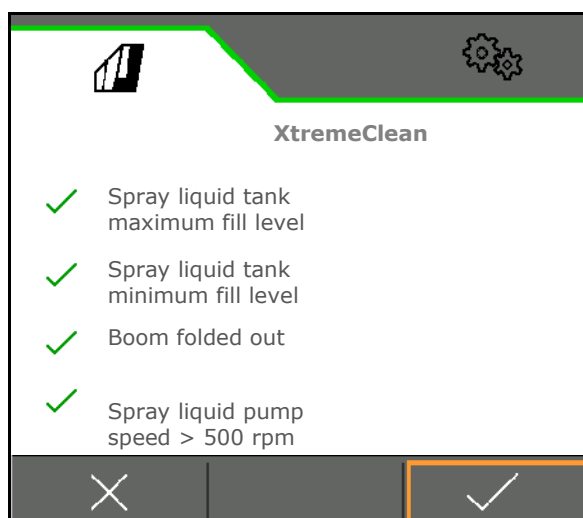 XtremeClean
Spray liquid tank
maximum fill level
Spray liquid tank
minimum fill level
Boom folded out
Spray liquid pump
speed > 500 rpm